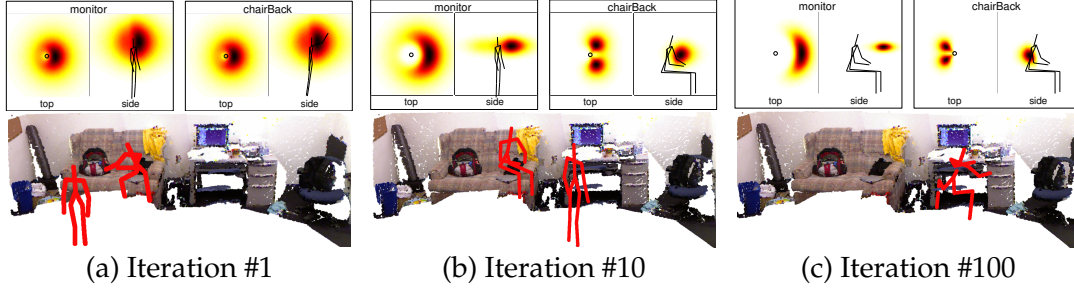 monitor chairBack
top side top side
(a) Iteration #1
monitor chairBack
top side top side
(b) Iteration #10
monitor chairBack
top side top side
(c) Iteration #100